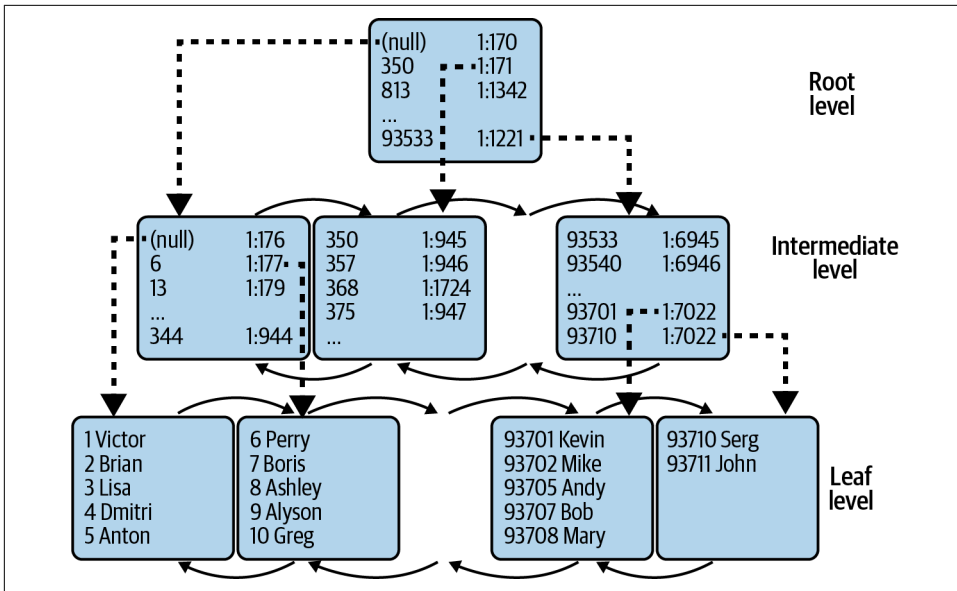 (null) 1:170
350 1:171
813 1:1342
...
93533 1:1221
Root
level
(null) 1:176
6 1:177
13 1:179
...
344 1:944
350 1:945
357 1:946
368 1:1724
375 1:947
...
93533 1:6945
93540 1:6946
...
93701 1:7022
93710 1:7022
Intermediate
level
1 Victor
2 Brian
3 Lisa
4 Dmitri
5 Anton
6 Perry
7 Boris
8 Ashley
9 Alyson
10 Greg
93701 Kevin
93702 Mike
93705 Andy
93707 Bob
93708 Mary
93710 Serg
93711 John
Leaf
level